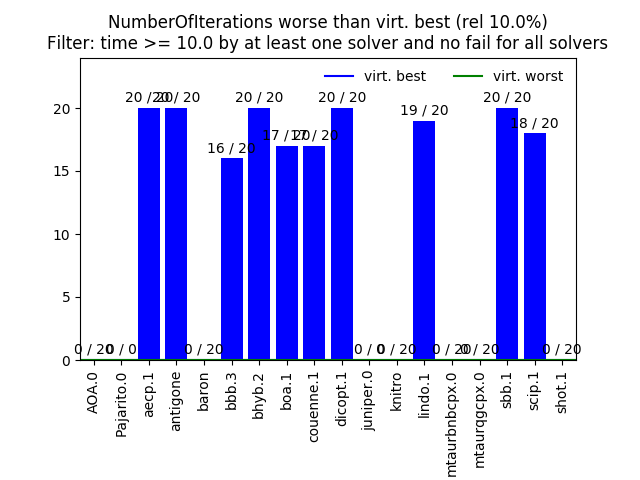 NumberOfIterations worse than virt. best (rel 10.0%)
Filter: time >= 10.0 by at least one solver and no fail for all solvers
virt. best
virt. worst
20
15
10
5
0
0 / 20
0 / 0
20 / 20
20 / 20
0 / 20
16 / 20
20 / 20
17 / 20
20 / 20
0 / 0
0 / 20
19 / 20
0 / 20
0 / 20
20 / 20
18 / 20
0 / 20
AOA.0
Pajarito.0
aecp.1
antigone
baron
bbb.3
bhyb.2
boa.1
couenne.1
dicopt.1
juniper.0
knitro
lindo.1
mtaurbnbcpx.0
mtaurqgcpx.0
sbb.1
scip.1
shot.1